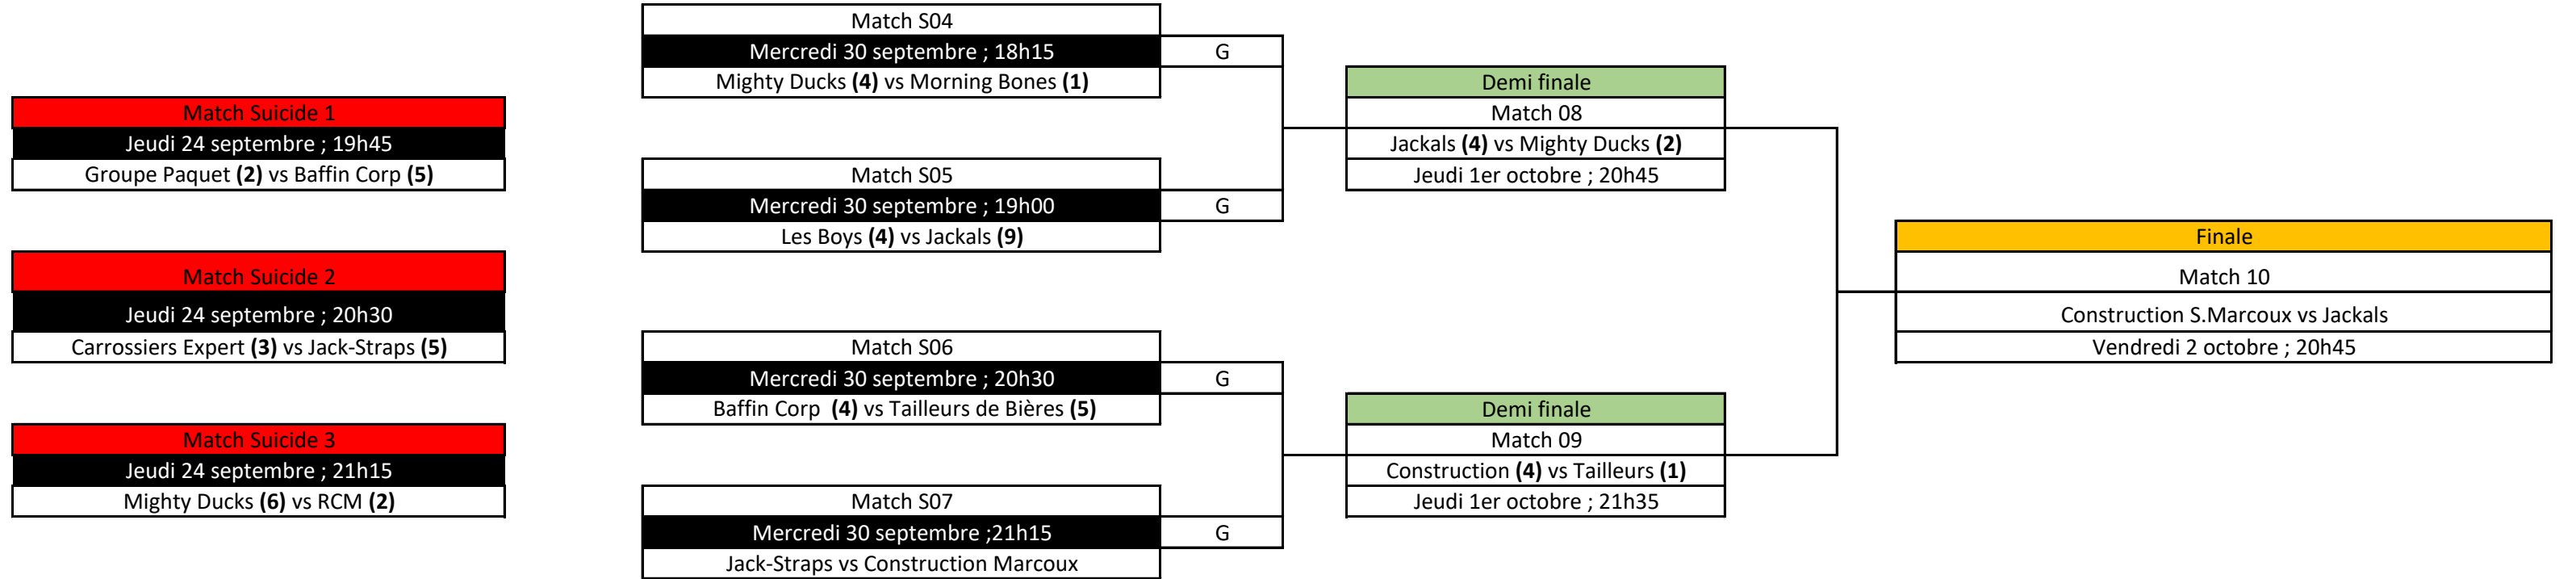 Match Suicide 1
Jeudi 24 septembre ; 19h45
Groupe Paquet (2) vs Baffin Corp (5)
Match Suicide 2
Jeudi 24 septembre ; 20h30
Carrossiers Expert (3) vs Jack-Straps (5)
Match Suicide 3
Jeudi 24 septembre ; 21h15
Mighty Ducks (6) vs RCM (2)
Match S04
Mercredi 30 septembre ; 18h15
G
Mighty Ducks (4) vs Morning Bones (1)
Match S05
Mercredi 30 septembre ; 19h00
G
Les Boys (4) vs Jackals (9)
Match S06
Mercredi 30 septembre ; 20h30
G
Baffin Corp (4) vs Tailleurs de Bières (5)
Match S07
Mercredi 30 septembre ;21h15
G
Jack-Straps vs Construction Marcoux
Demi finale
Match 08
Jackals (4) vs Mighty Ducks (2)
Jeudi 1er octobre ; 20h45
Demi finale
Match 09
Construction (4) vs Tailleurs (1)
Jeudi 1er octobre ; 21h35
Finale
Match 10
Construction S.Marcoux vs Jackals
Vendredi 2 octobre ; 20h45